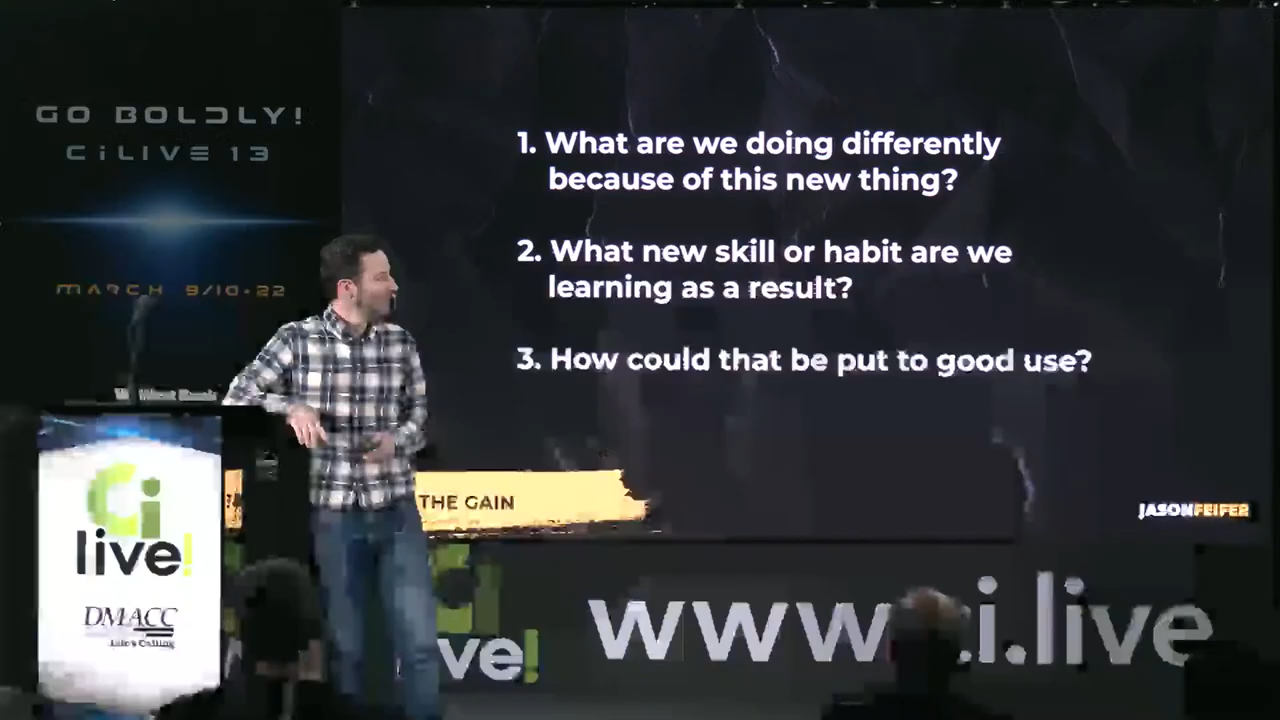 GO BOLDLY!
CiLIVE 13
MARCH 9/10•22
1. What are we doing differently
because of this new thing?
2. What new skill or habit are we
learning as a result?
3. How could that be put to good use?
THE GAIN
JASONFEIFER
Ci
live!
DMACC
Life's Calling
ve!
www.ci.live